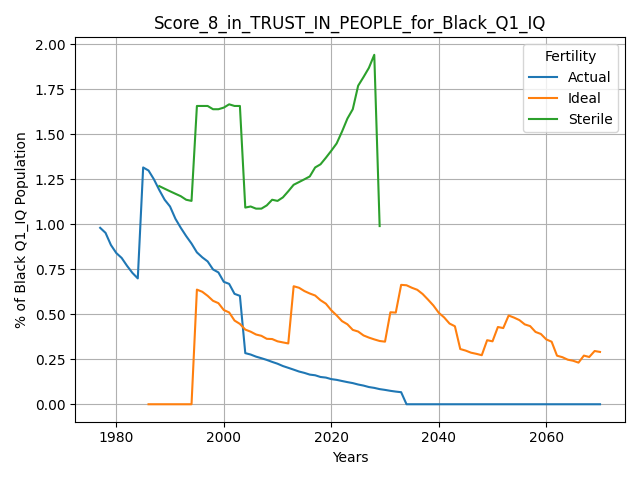 Score_8_in_TRUST_IN_PEOPLE_for_Black_Q1_IQ
2.00
1.75
1.50
1.25
1.00
0.75
0.50
0.25
0.00
% of Black Q1_IQ Population
Fertility
Actual
Ideal
Sterile
1980
2000
2020
2040
2060
Years